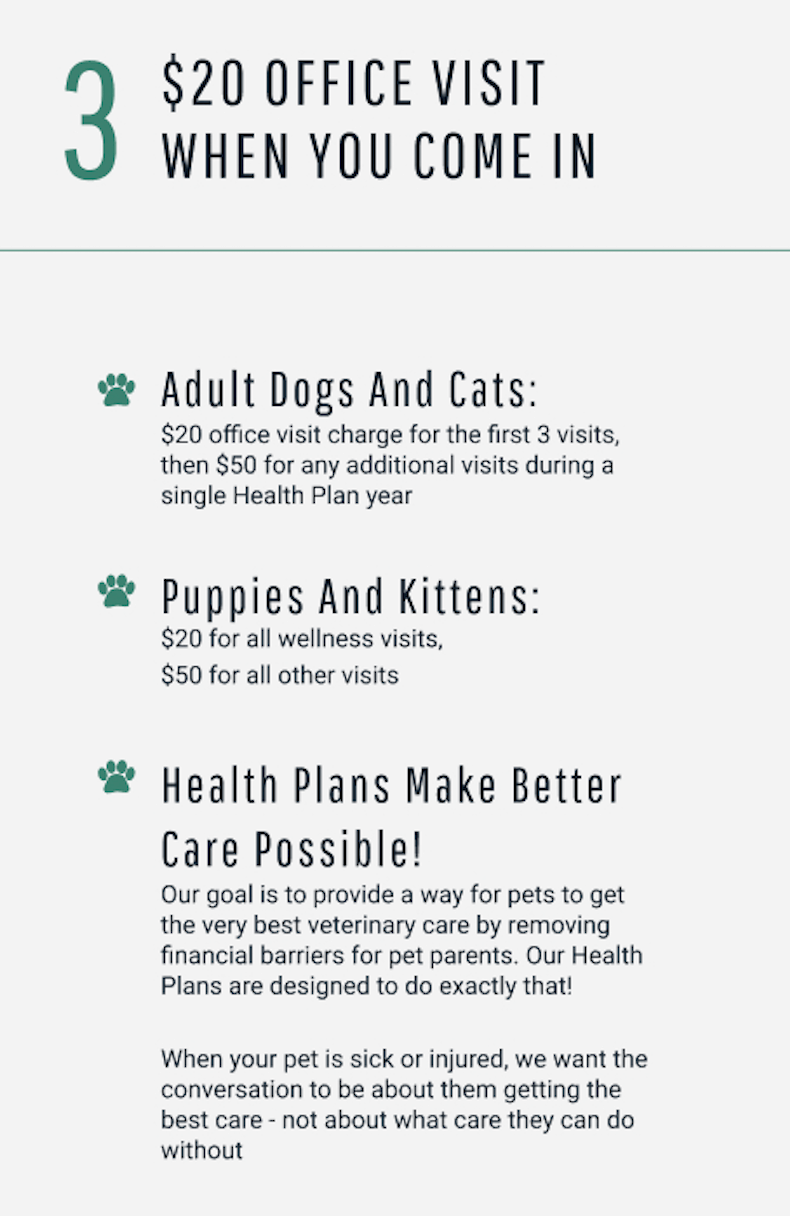 3
$20 OFFICE VISIT
WHEN YOU COME IN
Adult Dogs And Cats:
$20 office visit charge for the first 3 visits,
then $50 for any additional visits during a
single Health Plan year
Puppies And Kittens:
$20 for all wellness visits,
$50 for all other visits
Health Plans Make Better
Care Possible!
Our goal is to provide a way for pets to get
the very best veterinary care by removing
financial barriers for pet parents. Our Health
Plans are designed to do exactly that!
When your pet is sick or injured, we want the
conversation to be about them getting the
best care - not about what care they can do
without